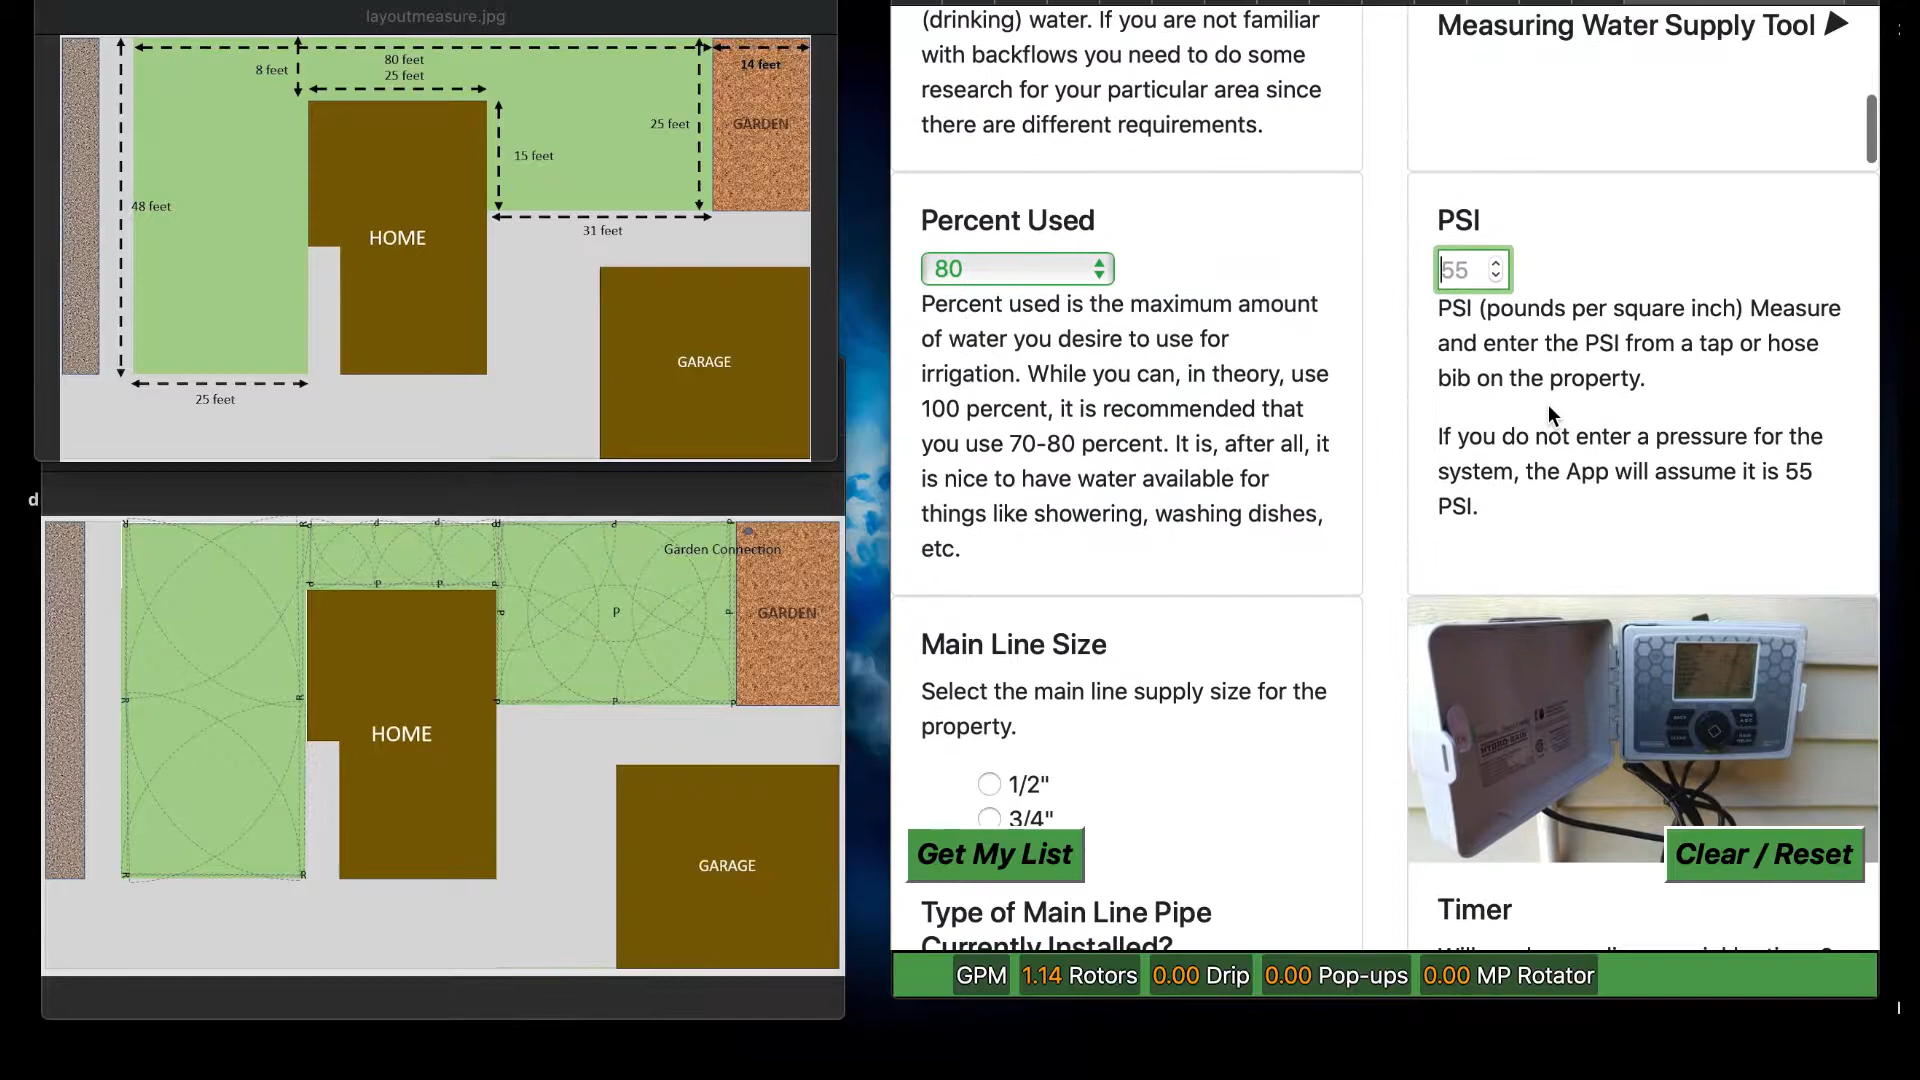 layoutmeasure.jpg
80 feet
8 feet
25 feet
14 feet
25 feet
GARDEN
15 feet
48 feet
HOME
31 feet
GARAGE
25 feet
d
R
R
P
P
P
P
P
P
Garden Connection
P
P
P
P
P
P
P
GARDEN
R
R
P
P
P
HOME
GARAGE
R
R
(drinking) water. If you are not familiar
with backflows you need to do some
research for your particular area since
there are different requirements.
Measuring Water Supply Tool ▶
Percent Used
80
Percent used is the maximum amount
of water you desire to use for
irrigation. While you can, in theory, use
100 percent, it is recommended that
you use 70-80 percent. It is, after all, it
is nice to have water available for
things like showering, washing dishes,
etc.
PSI
55
PSI (pounds per square inch) Measure
and enter the PSI from a tap or hose
bib on the property.
If you do not enter a pressure for the
system, the App will assume it is 55
PSI.
Main Line Size
Select the main line supply size for the
property.
1/2"
3/4"
HYDRO-RAIN
Get My List
Clear / Reset
Type of Main Line Pipe
Currently Installed?
Timer
GPM 1.14 Rotors 0.00 Drip 0.00 Pop-ups 0.00 MP Rotator